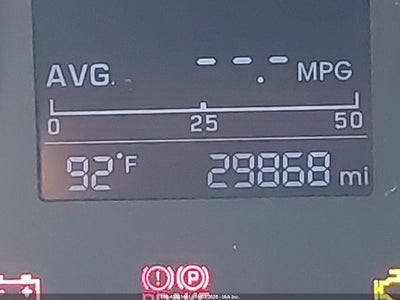 AVG. --.- MPG
0 25 50
92°F 29868 mi
(!) (P)